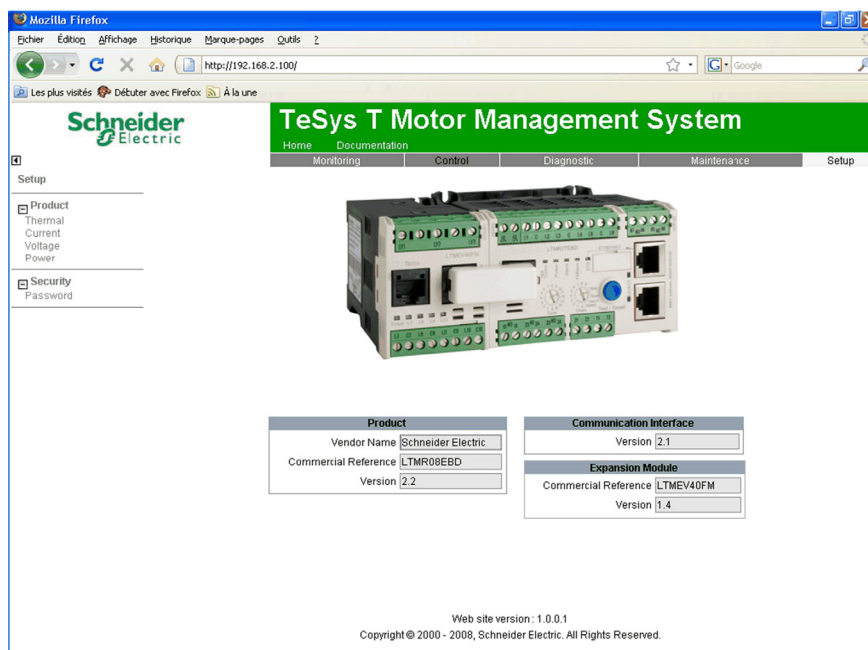 Mozilla Firefox
Fichier Édition Affichage Historique Marque-pages Outils ?
http://192.168.2.100/
Google
Les plus visités Débuter avec Firefox À la une
Schneider
Electric
TeSys T Motor Management System
Home Documentation
Monitoring Control Diagnostic Maintenance Setup
Setup
Product
Thermal
Current
Voltage
Power
Security
Password
Product
Vendor Name Schneider Electric
Commercial Reference LTMR08EBD
Version 2.2
Communication Interface
Version 2.1
Expansion Module
Commercial Reference LTMEV40FM
Version 1.4
Web site version : 1.0.0.1
Copyright © 2000 - 2008, Schneider Electric. All Rights Reserved.